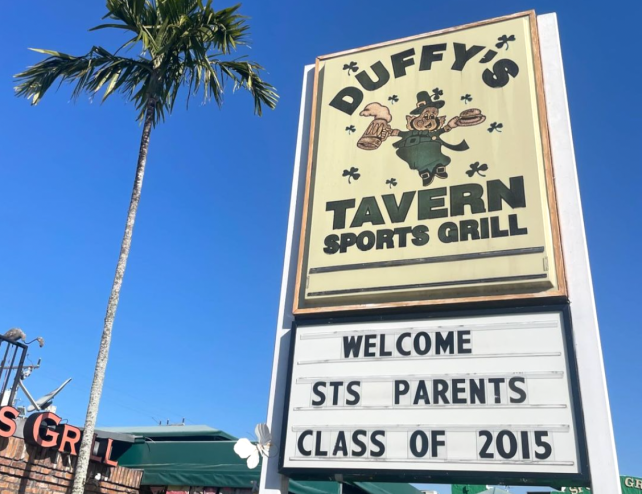 DUFFY'S
TAVERN
SPORTS GRILL
WELCOME
STS PARENTS
CLASS OF 2015
S GRILL